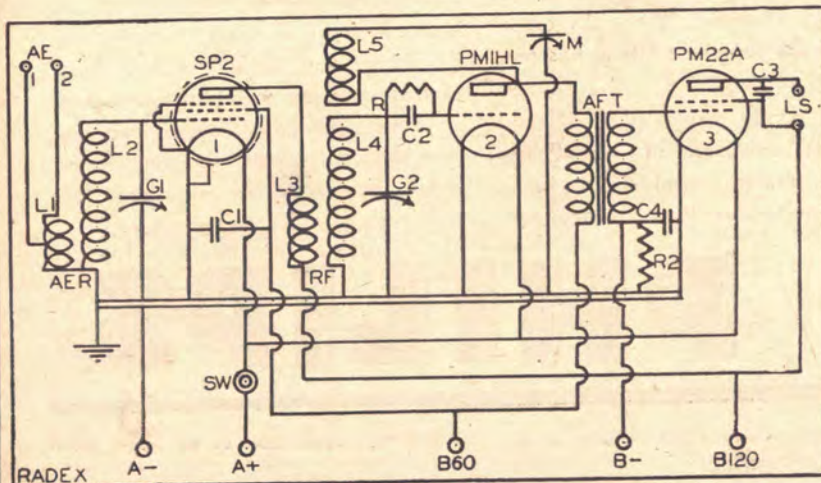 AE
1 2
SP2
L5
M
PM1HL
PM22A
C3
LS
R
C2
AFT
L2
G1
1
L4
2
3
L1
C1
L3
G2
C4
R2
AER
RF
SW
A-
A+
B60
B-
B120
RADEX